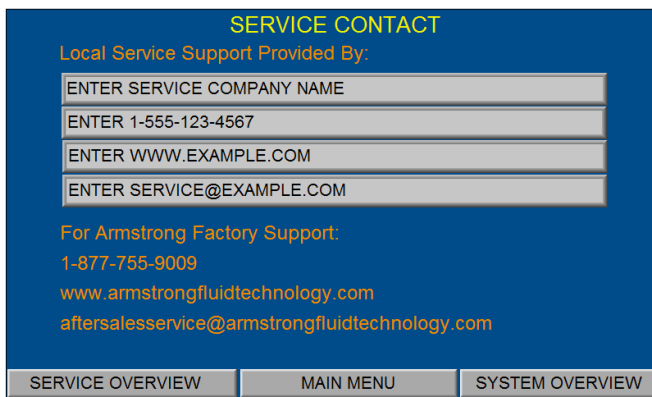 SERVICE CONTACT
Local Service Support Provided By:
ENTER SERVICE COMPANY NAME
ENTER 1-555-123-4567
ENTER WWW.EXAMPLE.COM
ENTER SERVICE@EXAMPLE.COM
For Armstrong Factory Support:
1-877-755-9009
www.armstrongfluidtechnology.com
aftersalesservice@armstrongfluidtechnology.com
SERVICE OVERVIEW MAIN MENU SYSTEM OVERVIEW